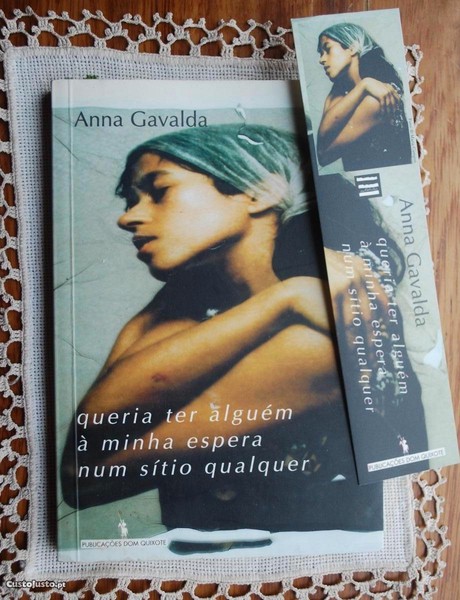 Anna Gavalda
queria ter alguém
à minha espera
num sítio qualquer
PUBLICAÇÕES DOM QUIXOTE
Anna Gavalda
queria ter alguém
à minha espera
num sítio qualquer
PUBLICAÇÕES DOM QUIXOTE
CustoJusto.pt